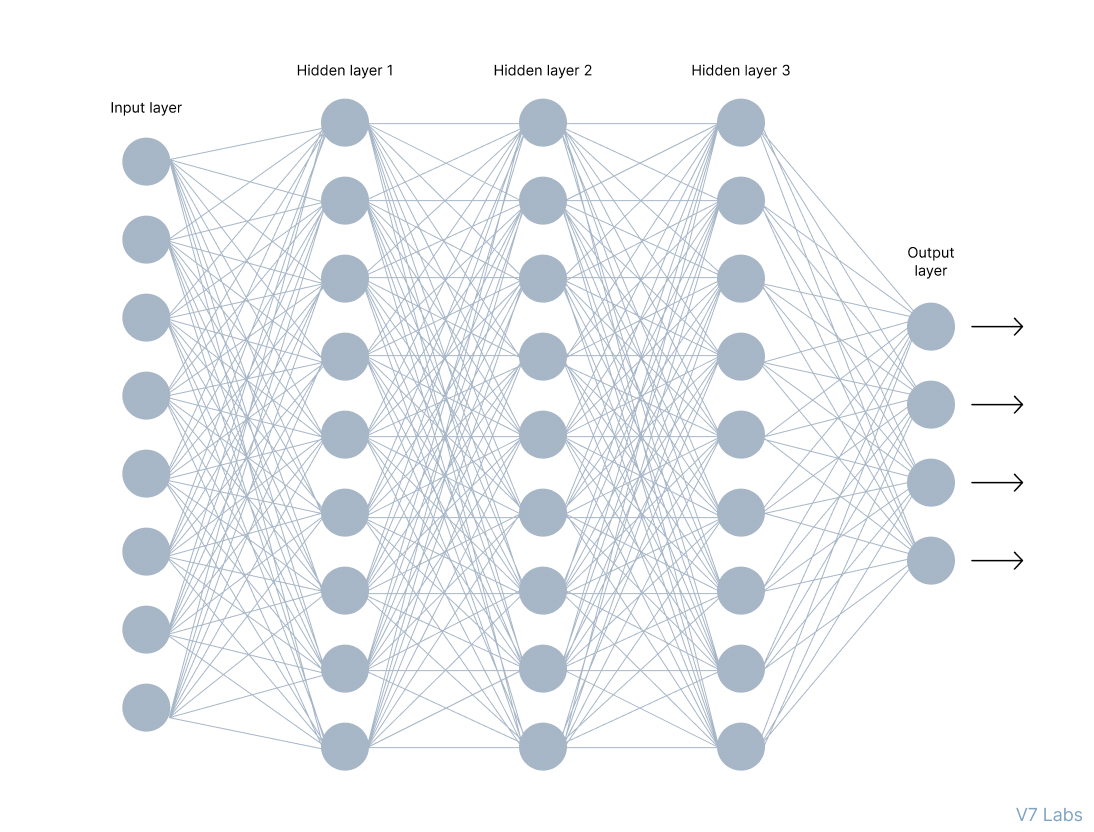 Hidden layer 1
Hidden layer 2
Hidden layer 3
Input layer
Output
layer
V7 Labs